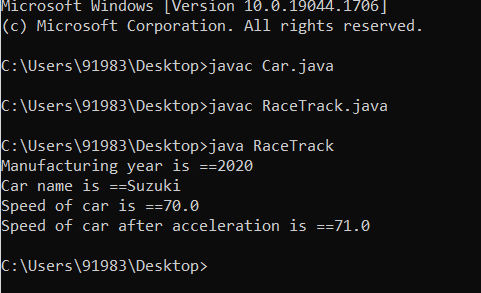 Microsoft Windows [Version 10.0.19044.1706]
(c) Microsoft Corporation. All rights reserved.
C:\Users\91983\Desktop>javac Car.java
C:\Users\91983\Desktop>javac RaceTrack.java
C:\Users\91983\Desktop>java RaceTrack
Manufacturing year is ==2020
Car name is ==Suzuki
Speed of car is ==70.0
Speed of car after acceleration is ==71.0
C:\Users\91983\Desktop>